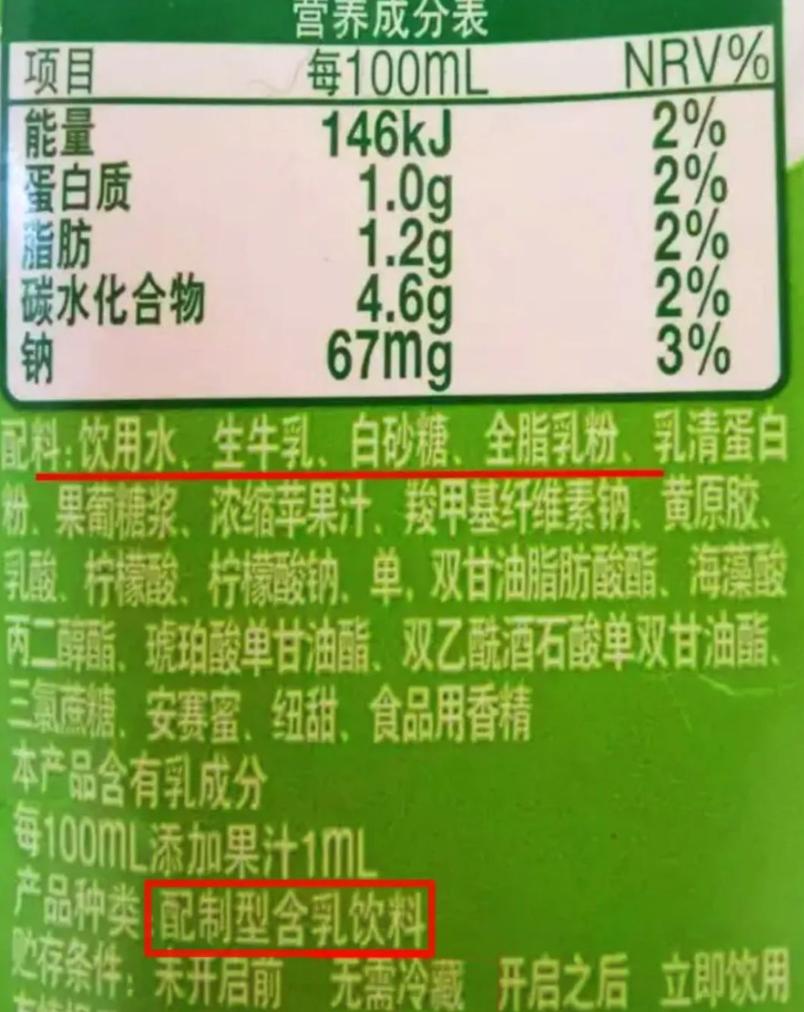 营养成分表
项目 每100mL NRV%
能量 146kJ 2%
蛋白质 1.0g 2%
脂肪 1.2g 2%
碳水化合物 4.6g 2%
钠 67mg 3%
配料:饮用水、生牛乳、白砂糖、全脂乳粉、乳清蛋白
粉、果葡糖浆、浓缩苹果汁、羧甲基纤维素钠、黄原胶、
乳酸、柠檬酸、柠檬酸钠、单,双甘油脂肪酸酯、海藻酸
丙二醇酯、琥珀酸单甘油酯、双乙酰酒石酸单双甘油酯、
三氯蔗糖、安赛蜜、纽甜、食品用香精
本产品含有乳成分
每100mL添加果汁1mL
产品种类:配制型含乳饮料
贮存条件:未开启前 无需冷藏 开启之后 立即饮用